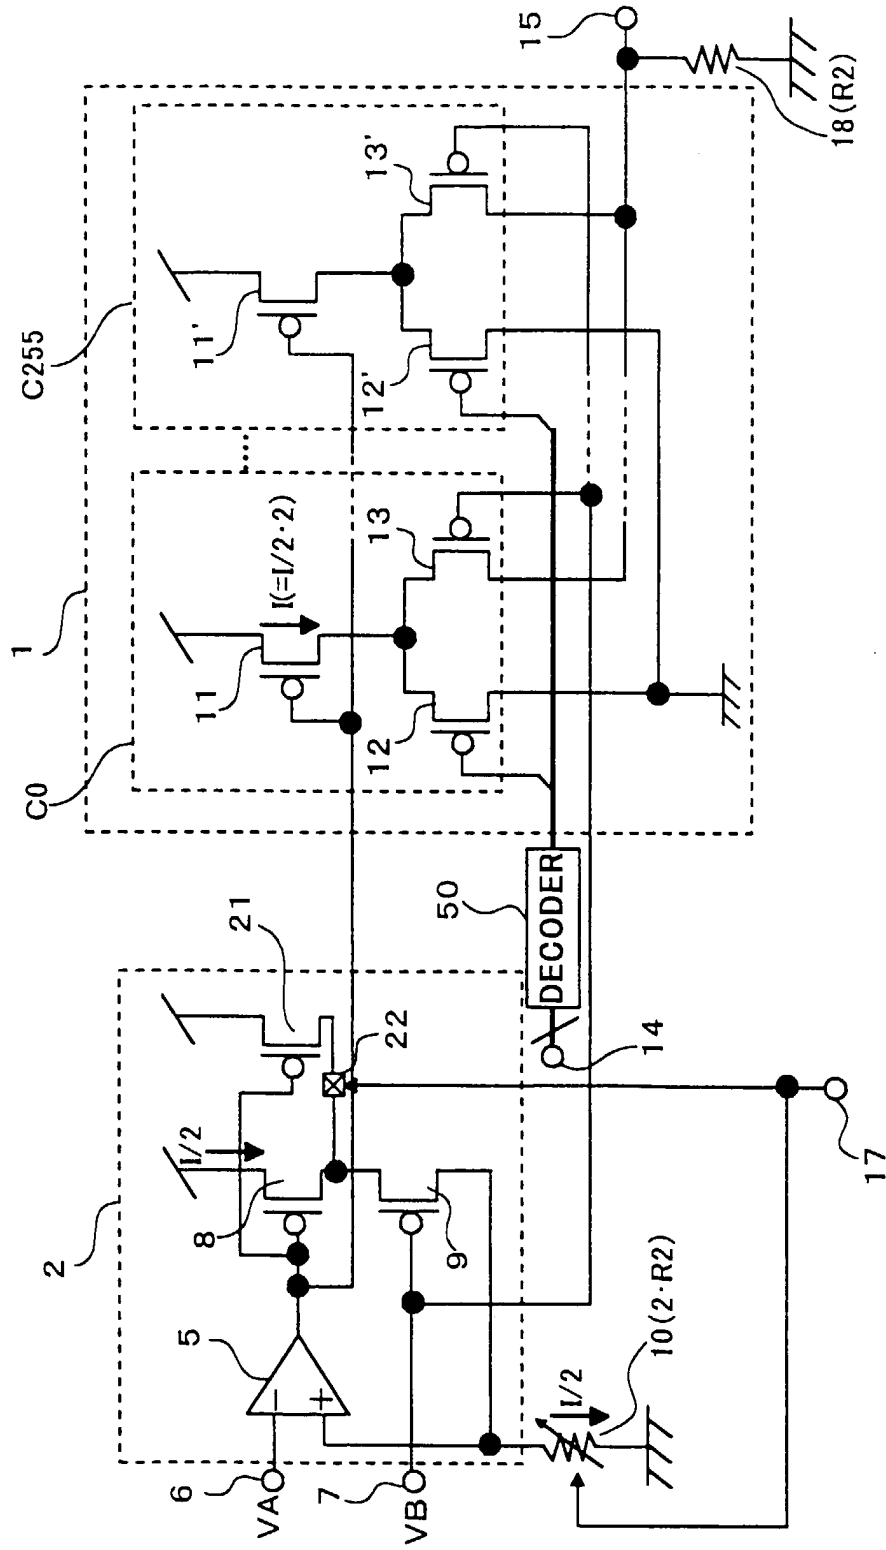 2
5
6
VA
7
VB
8
I/2
9
21
22
I/2
10(2·R2)
17
14
50
DECODER
1
C0
11
I(=I/2·2)
12
13
C255
11'
12'
13'
15
18(R2)